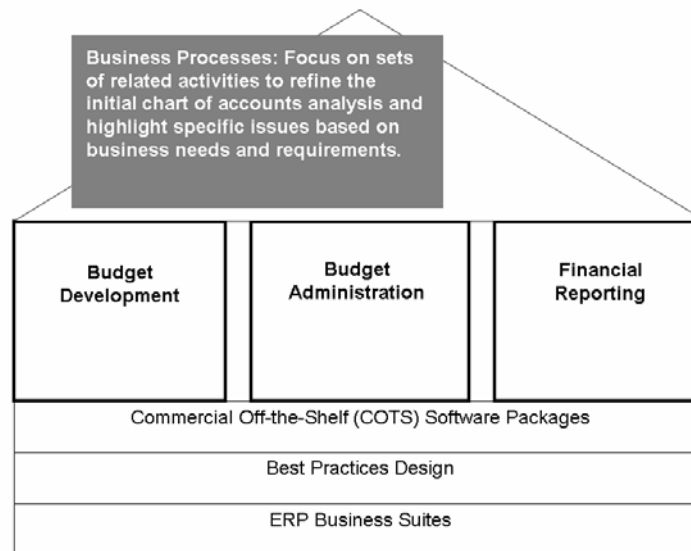 Business Processes: Focus on sets
of related activities to refine the
initial chart of accounts analysis and
highlight specific issues based on
business needs and requirements.
Budget
Development
Budget
Administration
Financial
Reporting
Commercial Off-the-Shelf (COTS) Software Packages
Best Practices Design
ERP Business Suites